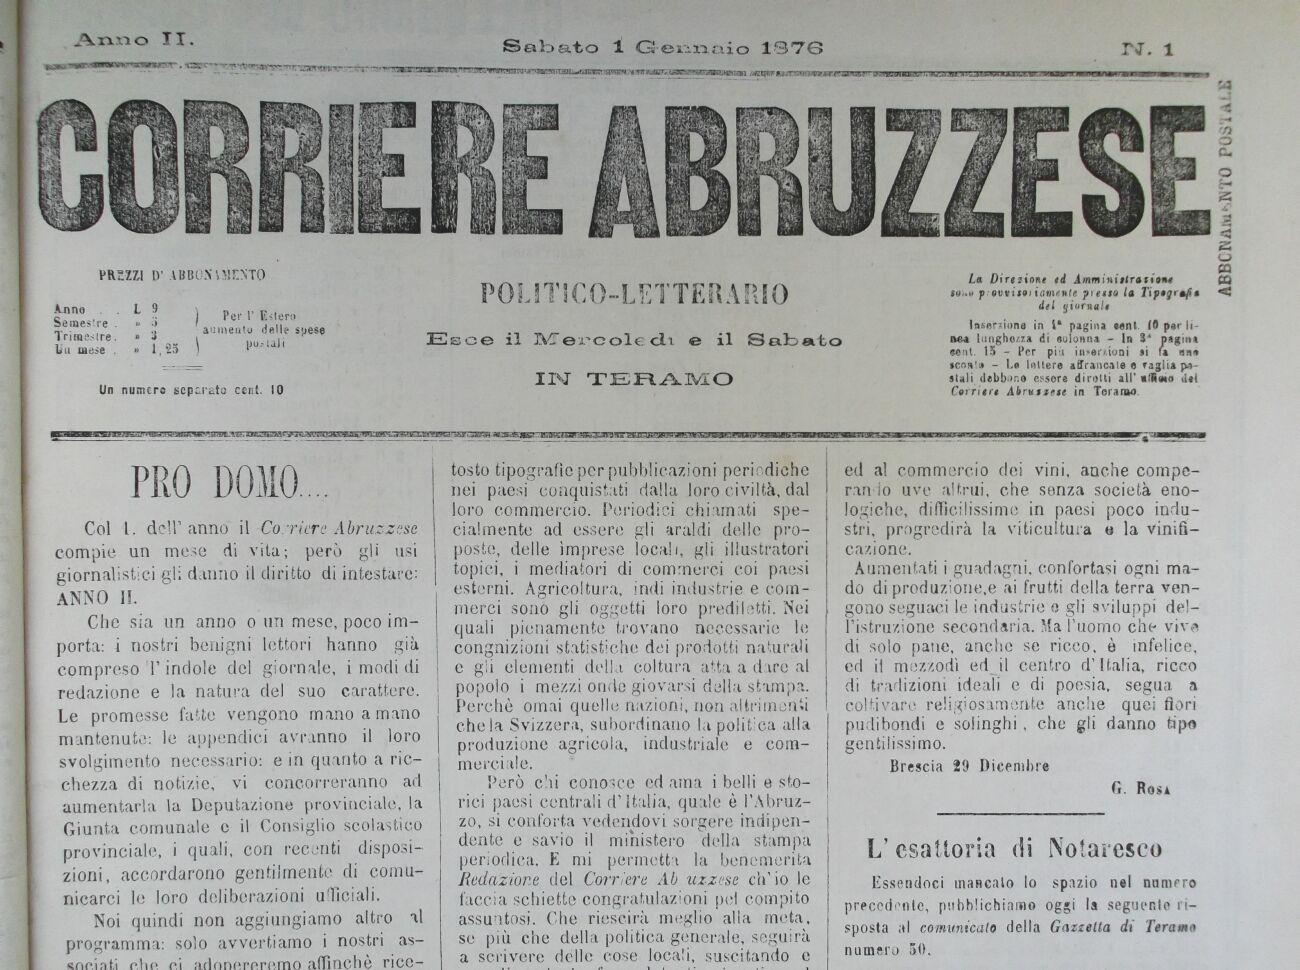 Anno II.
Sabato 1 Gennaio 1876
N. 1
CORRIERE ABRUZZESE
ABBONAMENTO POSTALE
PREZZI D' ABBONAMENTO
Anno . . L 9
Semestre . » 5
Trimestre. » 3
Un mese . » 1,25
Per l' Estero
aumento delle spese
postali
Un numero separato cent. 10
POLITICO-LETTERARIO
Esce il Mercoledì e il Sabato
IN TERAMO
La Direzione ed Amministrazione
sono provvisoriamente presso la Tipografia
del giornale
Inserzione in 1ª pagina cent. 10 per li-
nea lunghezza di colonna - In 3ª pagina
cent. 15 - Per più inserzioni si fa uno
sconto - Le lettere affrancate e vaglia po-
stali debbono essere diretti all' ufficio del
Corriere Abruzzese in Teramo.
PRO DOMO....
Col 1. dell' anno il Corriere Abruzzese
compie un mese di vita; però gli usi
giornalistici gli danno il diritto di intestare:
ANNO II.
Che sia un anno o un mese, poco im-
porta: i nostri benigni lettori hanno già
compreso l' indole del giornale, i modi di
redazione e la natura del suo carattere.
Le promesse fatte vengono mano a mano
mantenute: le appendici avranno il loro
svolgimento necessario: e in quanto a ric-
chezza di notizie, vi concorreranno ad
aumentarla la Deputazione provinciale, la
Giunta comunale e il Consiglio scolastico
provinciale, i quali, con recenti disposi-
zioni, accordarono gentilmente di comu-
nicarci le loro deliberazioni ufficiali.
Noi quindi non aggiungiamo altro al
programma: solo avvertiamo i nostri as-
sociati che ci adopereremo affinchè rice-
tosto tipografie per pubblicazioni periodiche
nei paesi conquistati dalla loro civiltà, dal
loro commercio. Periodici chiamati spe-
cialmente ad essere gli araldi delle pro-
poste, delle imprese locali, gli illustratori
topici, i mediatori di commerci coi paesi
esterni. Agricoltura, indi industrie e com-
merci sono gli oggetti loro prediletti. Nei
quali pienamente trovano necessarie le
congnizioni statistiche dei prodotti naturali
e gli elementi della coltura atta a dare al
popolo i mezzi onde giovarsi della stampa.
Perchè omai quelle nazioni, non altrimenti
che la Svizzera, subordinano la politica alla
produzione agricola, industriale e com-
merciale.
Però chi conosce ed ama i belli e sto-
rici paesi centrali d' Italia, quale è l'Abruz-
zo, si conforta vedendovi sorgere indipen-
dente e savio il ministero della stampa
periodica. E mi permetta la benemerita
Redazione del Corriere Ab uzzese ch'io le
faccia schiette congratulazioni pel compito
assuntosi. Che riescirà meglio alla meta,
se più che della politica generale, seguirà
a scrivere delle cose locali, suscitando e
ed al commercio dei vini, anche compe-
rando uve altrui, che senza società eno-
logiche, difficilissime in paesi poco indu-
stri, progredirà la viticultura e la vinifi-
cazione.
Aumentati i guadagni, confortasi ogni ma-
do di produzione,e ai frutti della terra ven-
gono seguaci le industrie e gli sviluppi del-
l'istruzione secondaria. Ma l'uomo che vive
di solo pane, anche se ricco, è infelice,
ed il mezzodì ed il centro d'Italia, ricco
di tradizioni ideali e di poesia, segua a
coltivare religiosamente anche quei fiori
pudibondi e solinghi, che gli danno tipo
gentilissimo.
Brescia 29 Dicembre
G. ROSA
L' esattoria di Notaresco
Essendoci mancato lo spazio nel numero
precedente, pubblichiamo oggi la seguente ri-
sposta al comunicato della Gazzetta di Teramo
numero 50.